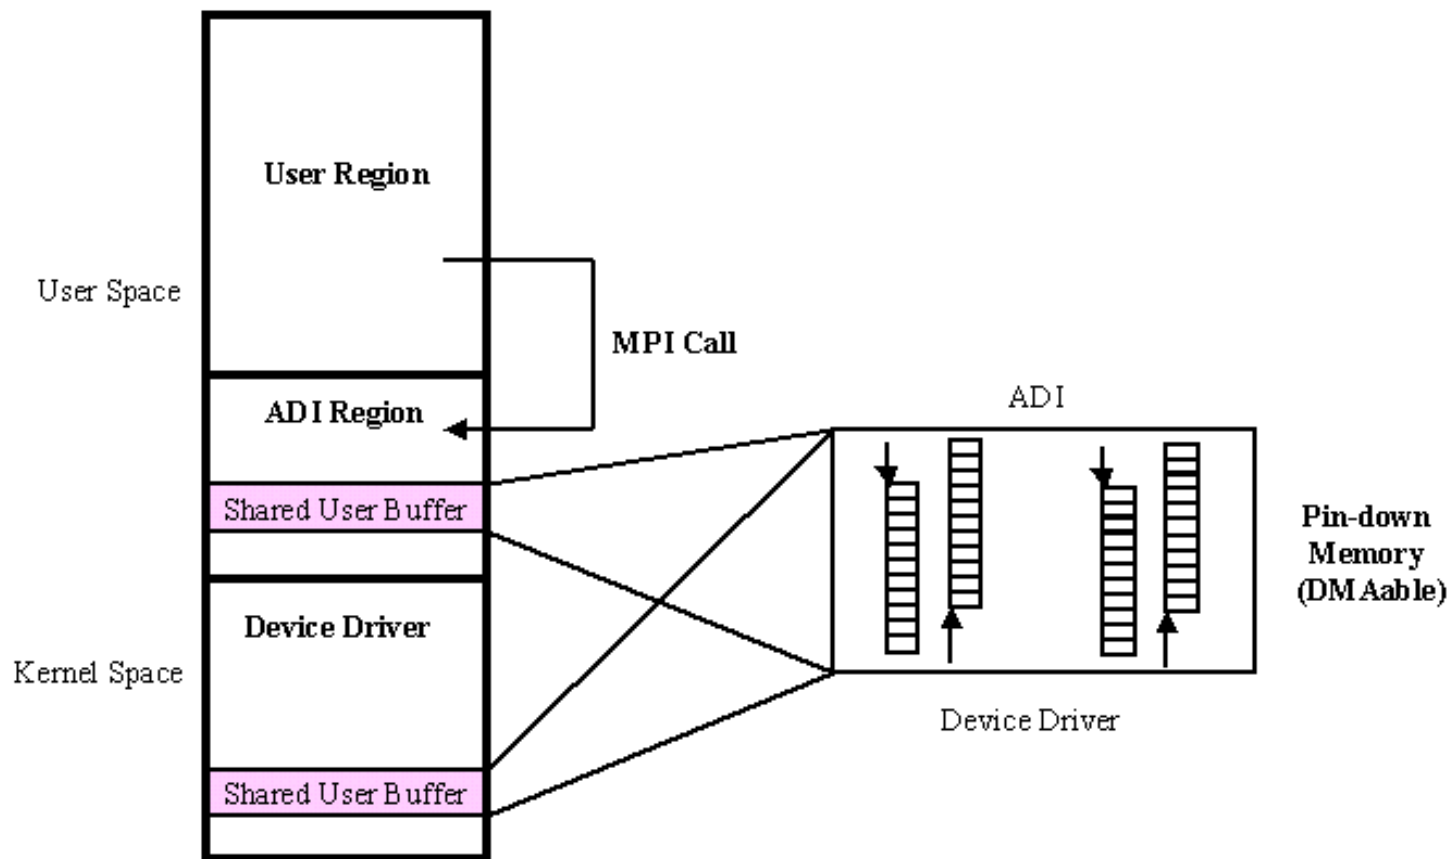 User Region
User Space
MPI Call
ADI Region
ADI
Shared User Buffer
Pin-down
Memory
(DMAable)
Device Driver
Kernel Space
Device Driver
Shared User Buffer